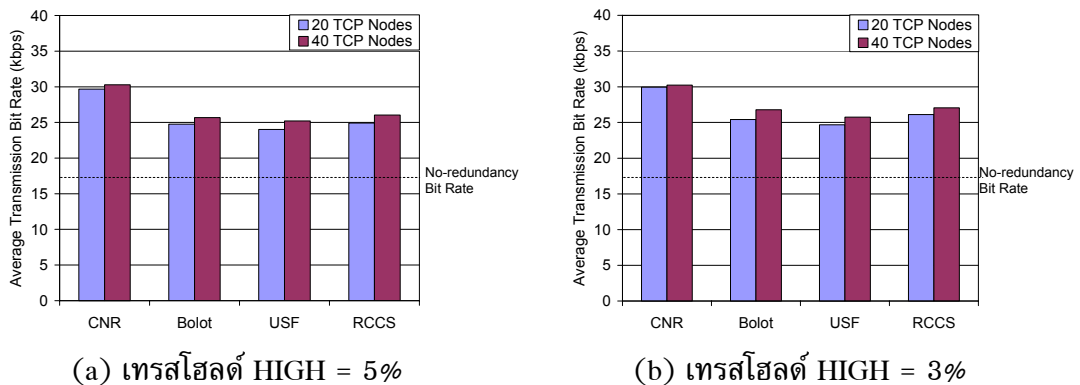 40
35
30
25
20
15
10
5
0
Average Transmission Bit Rate (kbps)
20 TCP Nodes
40 TCP Nodes
No-redundancy
Bit Rate
CNR Bolot USF RCCS
(a) เทรสโฮลด์ HIGH = 5%
40
35
30
25
20
15
10
5
0
Average Transmission Bit Rate (kbps)
20 TCP Nodes
40 TCP Nodes
No-redundancy
Bit Rate
CNR Bolot USF RCCS
(b) เทรสโฮลด์ HIGH = 3%